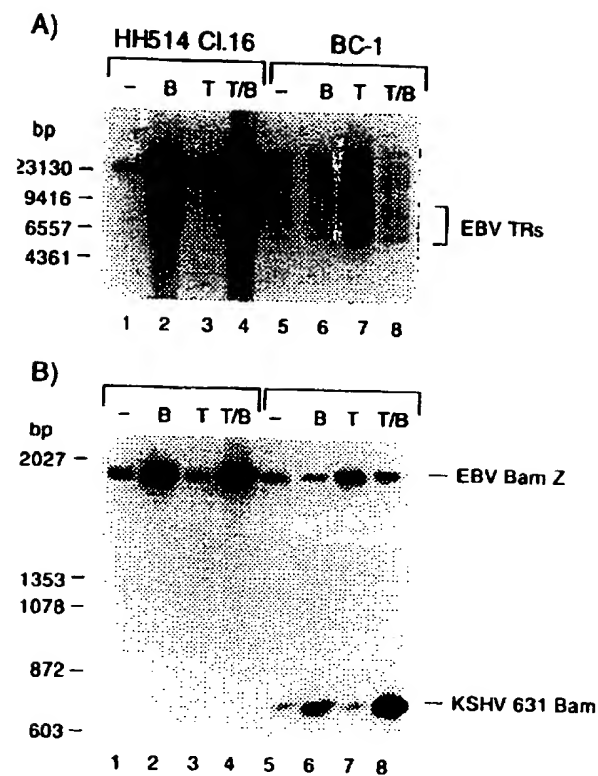 A)
HH514 Cl.16 BC-1
– B T T/B – B T T/B
bp
23130 –
9416 –
6557 –
4361 –
EBV TRs
1 2 3 4 5 6 7 8
B)
– B T T/B – B T T/B
bp
2027 –
– EBV Bam Z
1353 –
1078 –
872 –
– KSHV 631 Bam
603 –
1 2 3 4 5 6 7 8